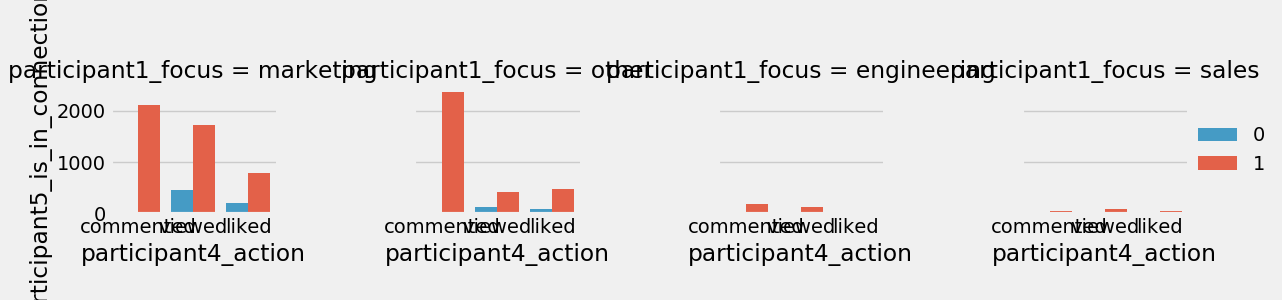 participant1_focus = marketing
participant1_focus = other
participant1_focus = engineering
participant1_focus = sales
2000
1000
0
commented viewed liked
commented viewed liked
commented viewed liked
commented viewed liked
participant4_action
participant4_action
participant4_action
participant4_action
0
1